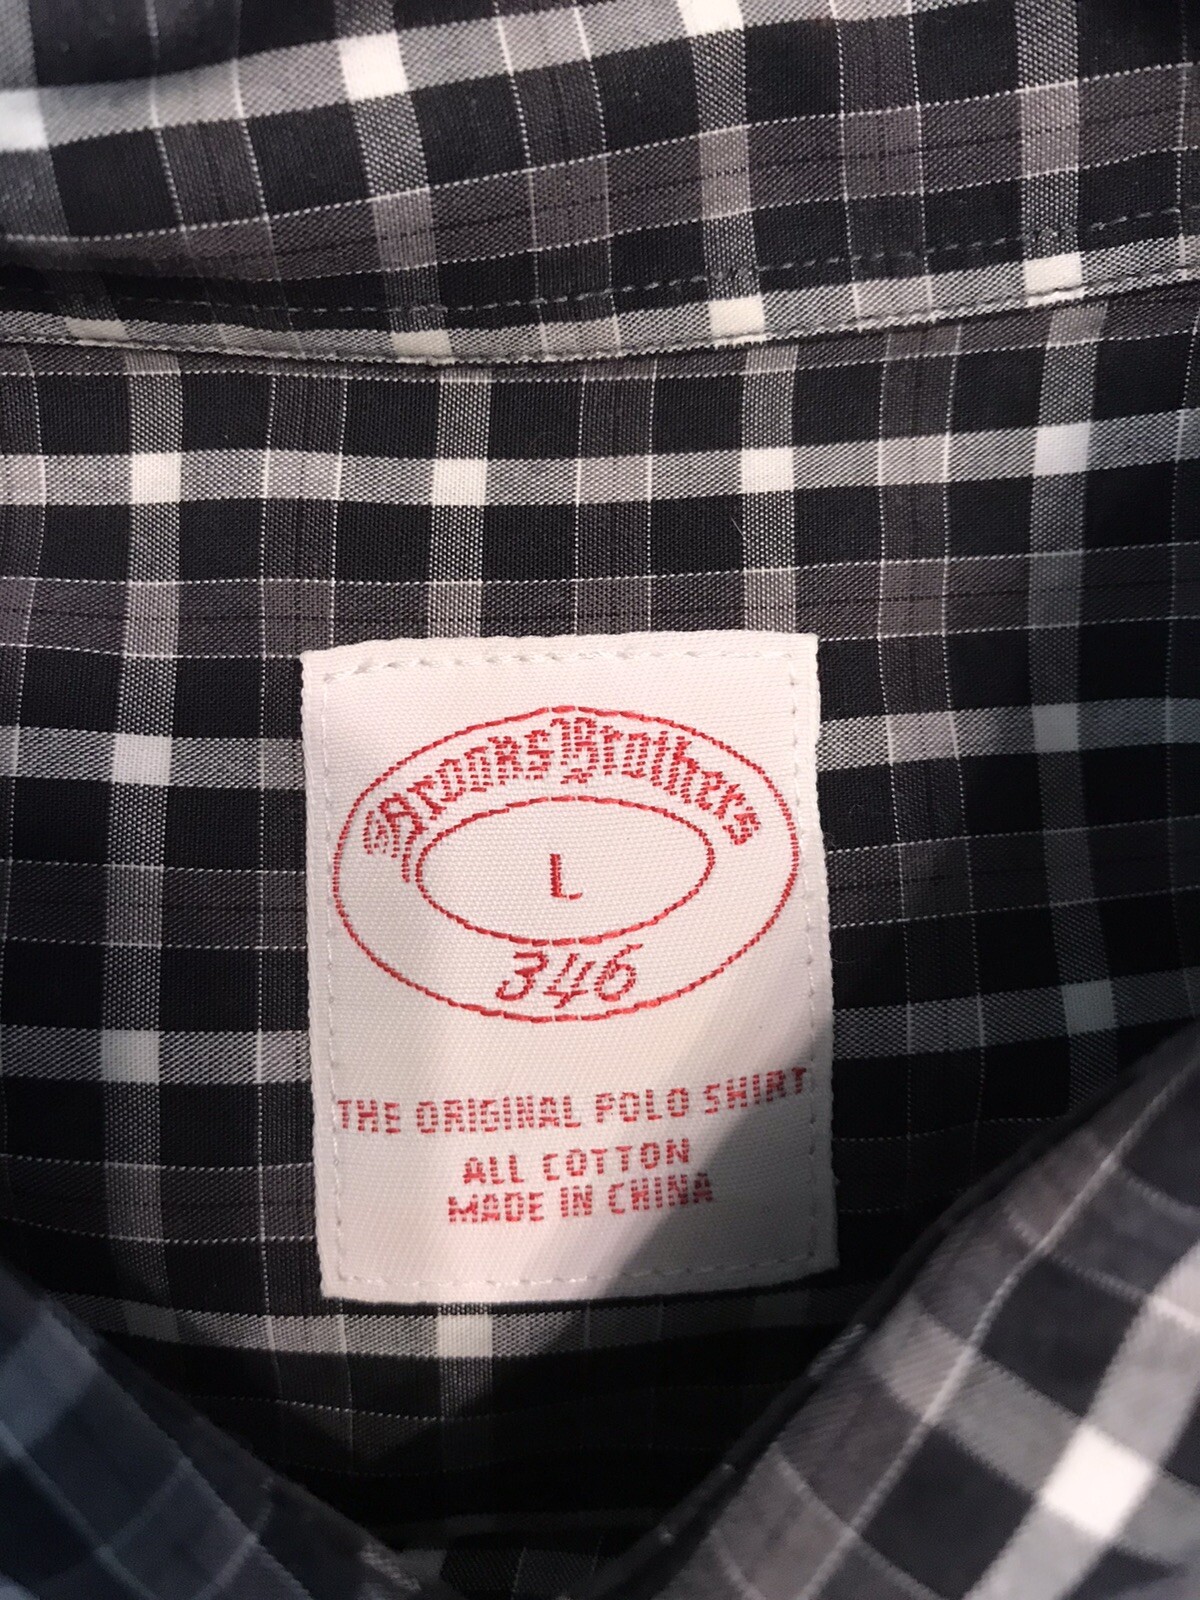 Brooks Brothers
L
346
THE ORIGINAL POLO SHIRT
ALL COTTON
MADE IN CHINA